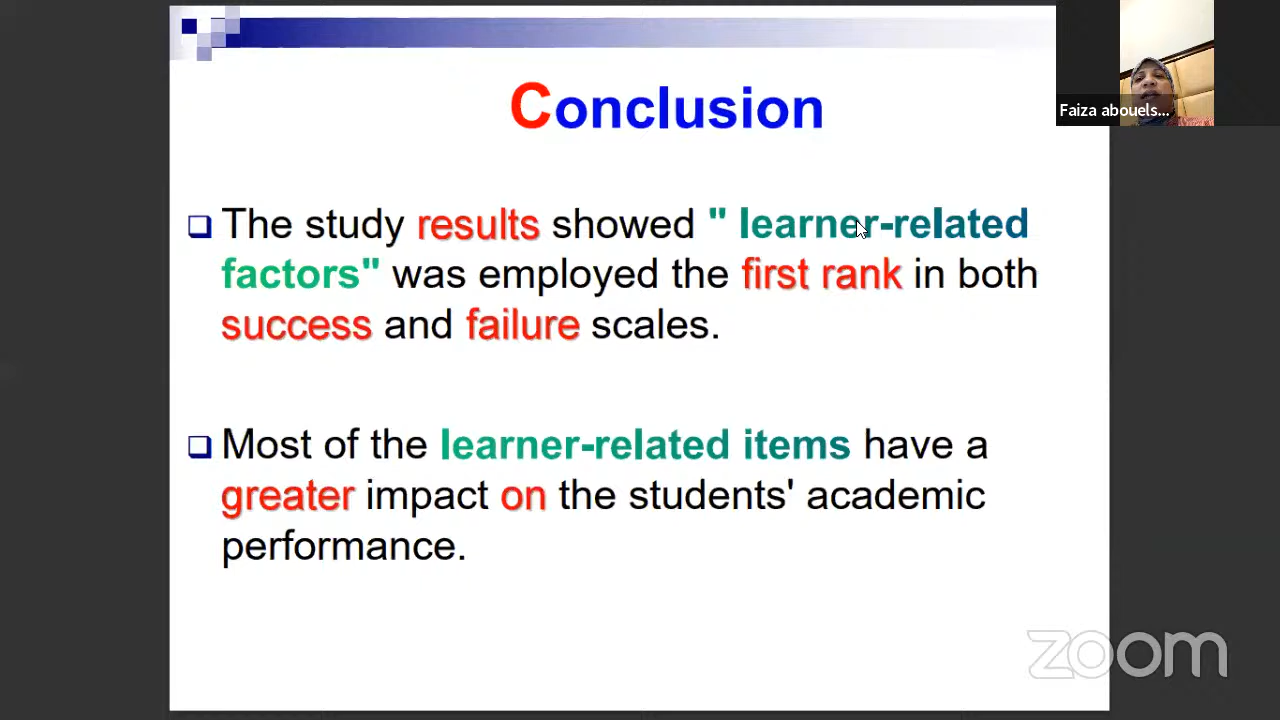 Conclusion
The study results showed " learner-related
factors" was employed the first rank in both
success and failure scales.
Most of the learner-related items have a
greater impact on the students' academic
performance.
Faiza abouels...
zoom